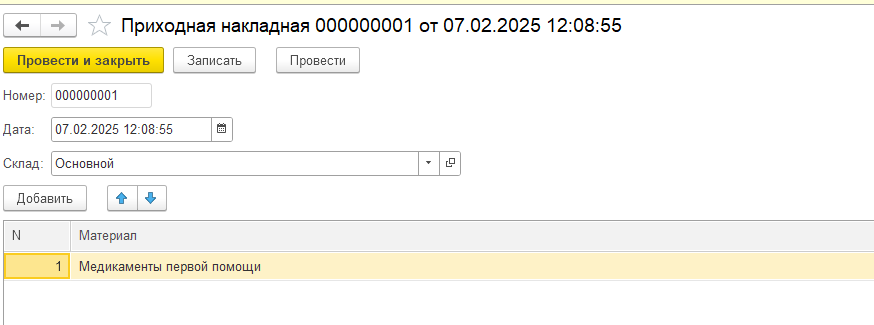 Приходная накладная 000000001 от 07.02.2025 12:08:55
Провести и закрыть Записать Провести
Номер: 000000001
Дата: 07.02.2025 12:08:55
Склад: Основной
Добавить
N Материал
1 Медикаменты первой помощи